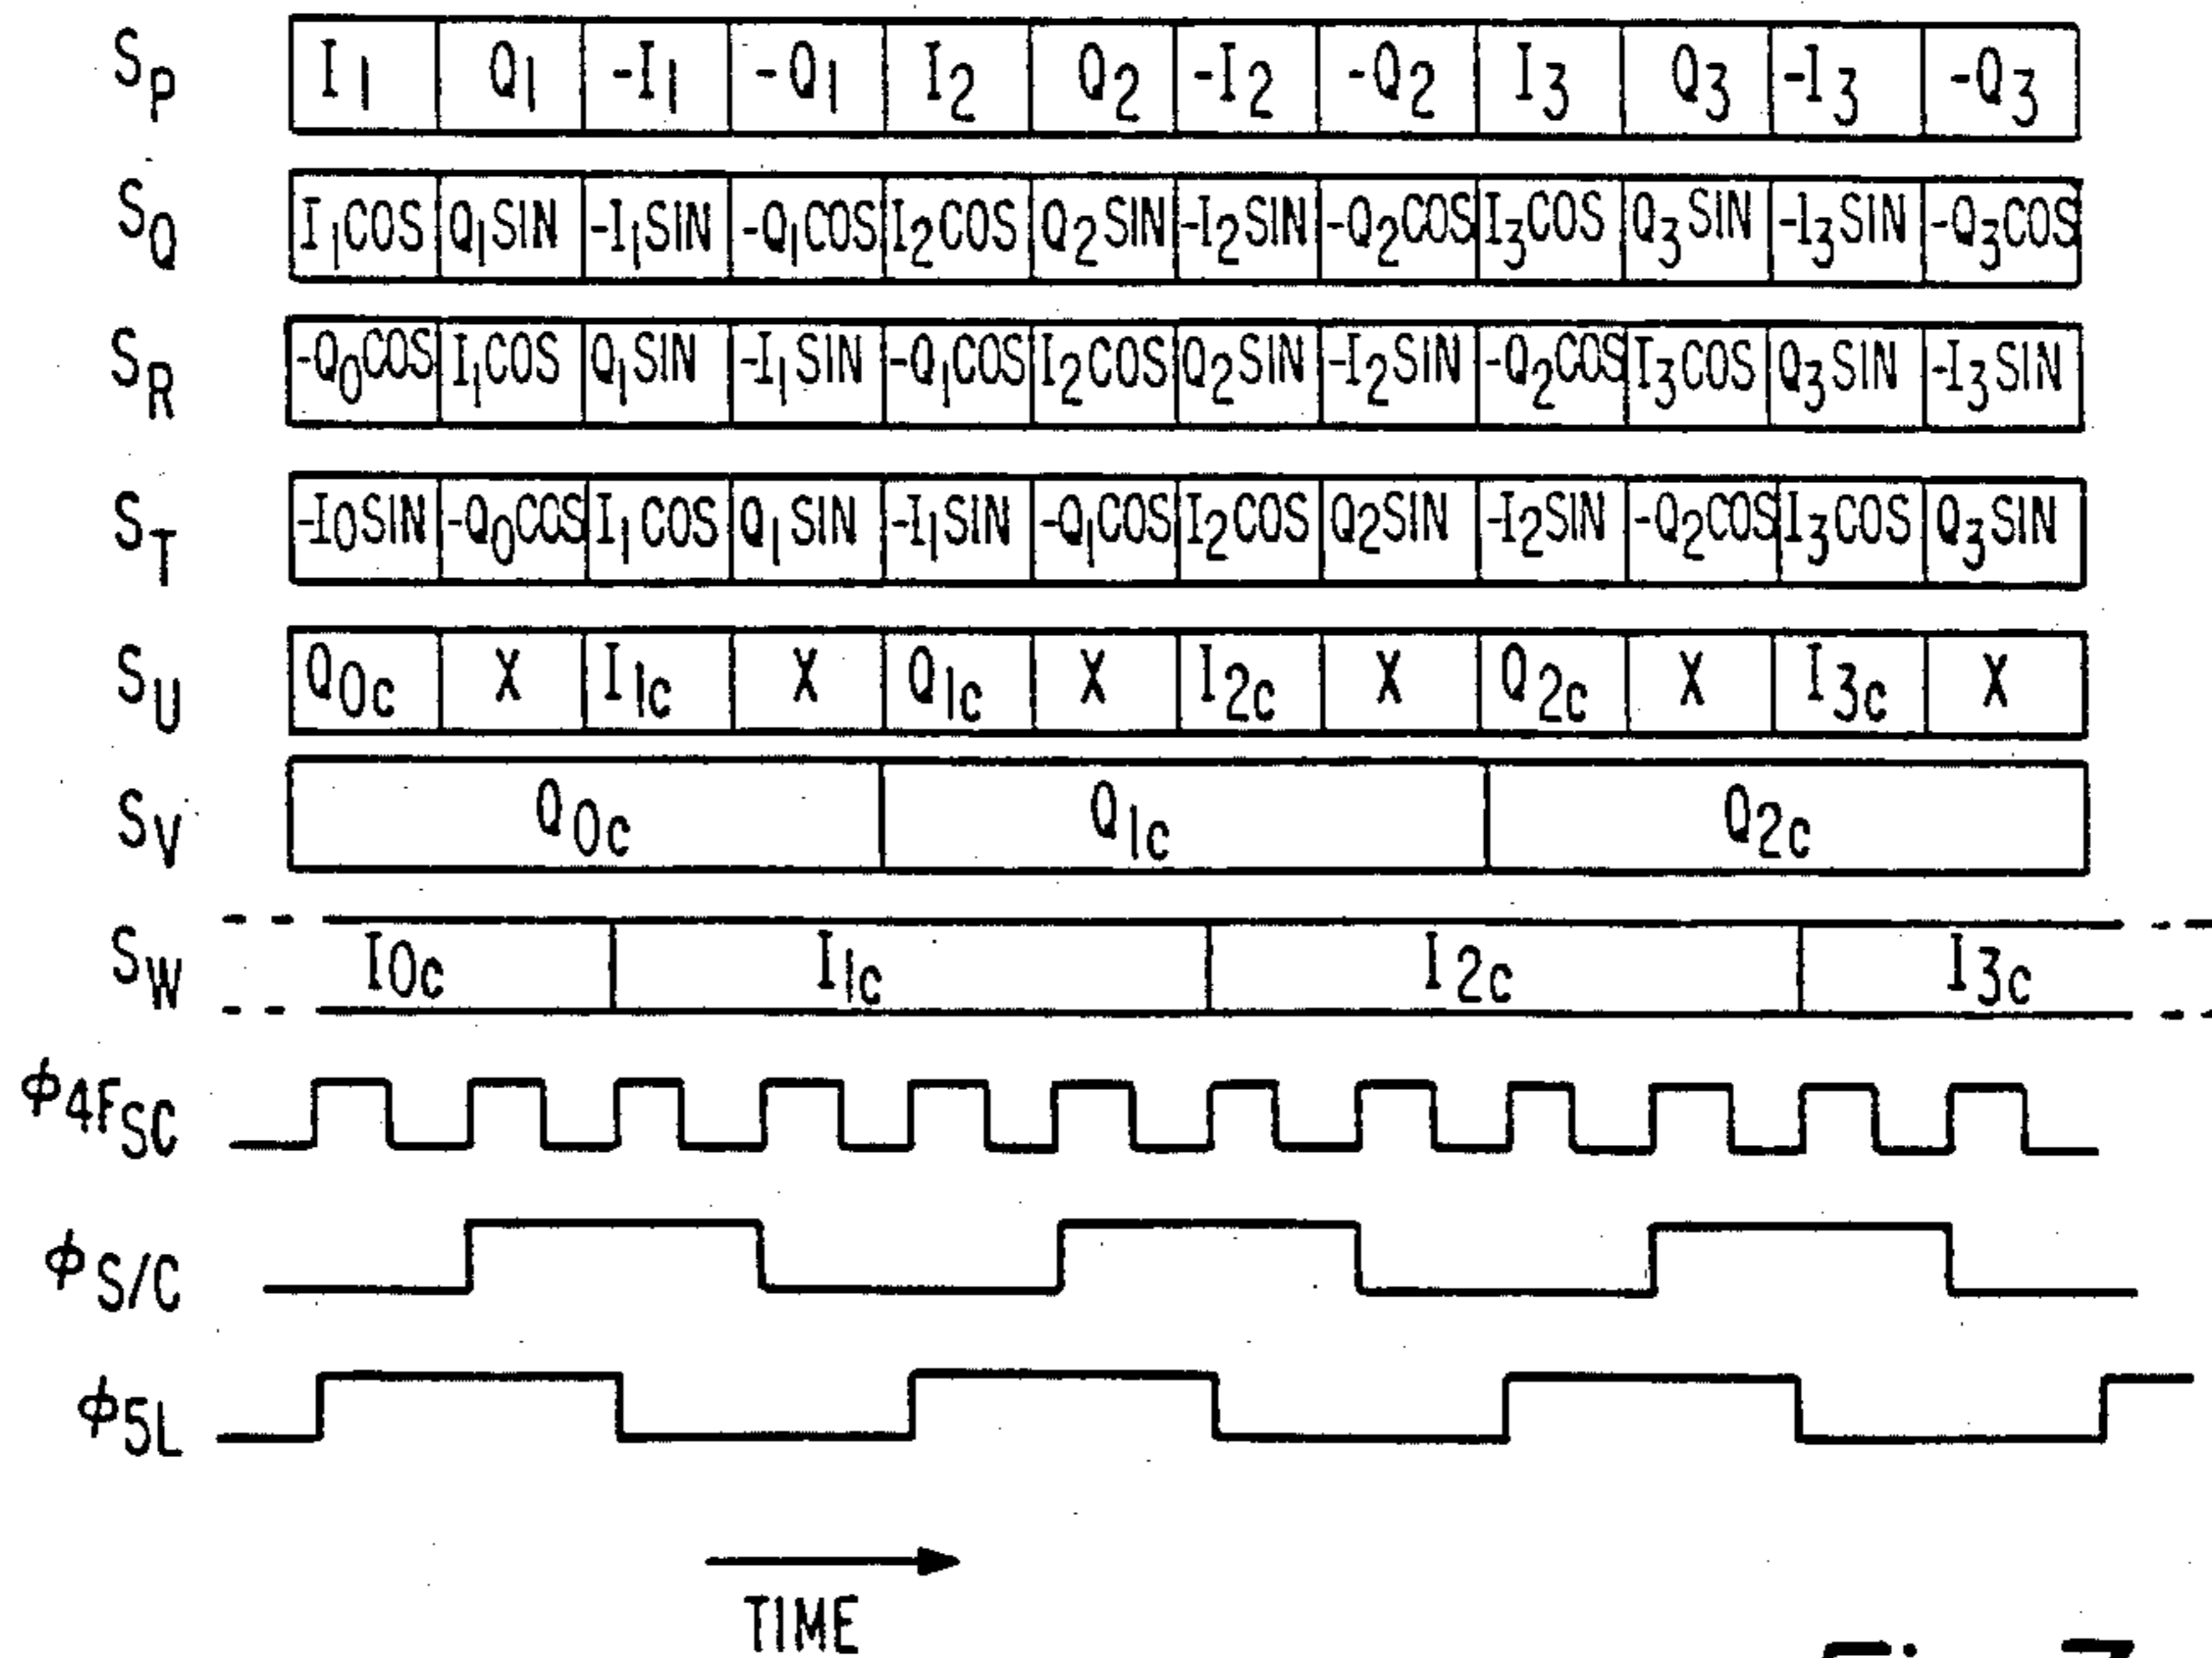 S_P I_1 Q_1 -I_1 -Q_1 I_2 Q_2 -I_2 -Q_2 I_3 Q_3 -I_3 -Q_3
S_Q I_1COS Q_1SIN -I_1SIN -Q_1COS I_2COS Q_2SIN -I_2SIN -Q_2COS I_3COS Q_3SIN -I_3SIN -Q_3COS
S_R -Q_0COS I_1COS Q_1SIN -I_1SIN -Q_1COS I_2COS Q_2SIN -I_2SIN -Q_2COS I_3COS Q_3SIN -I_3SIN
S_T -I_0SIN -Q_0COS I_1COS Q_1SIN -I_1SIN -Q_1COS I_2COS Q_2SIN -I_2SIN -Q_2COS I_3COS Q_3SIN
S_U Q_0c X I_1c X Q_1c X I_2c X Q_2c X I_3c X
S_V Q_0c Q_1c Q_2c
S_W I_0c I_1c I_2c I_3c
ϕ_4F_SC
ϕ_S/C
ϕ_5L
TIME